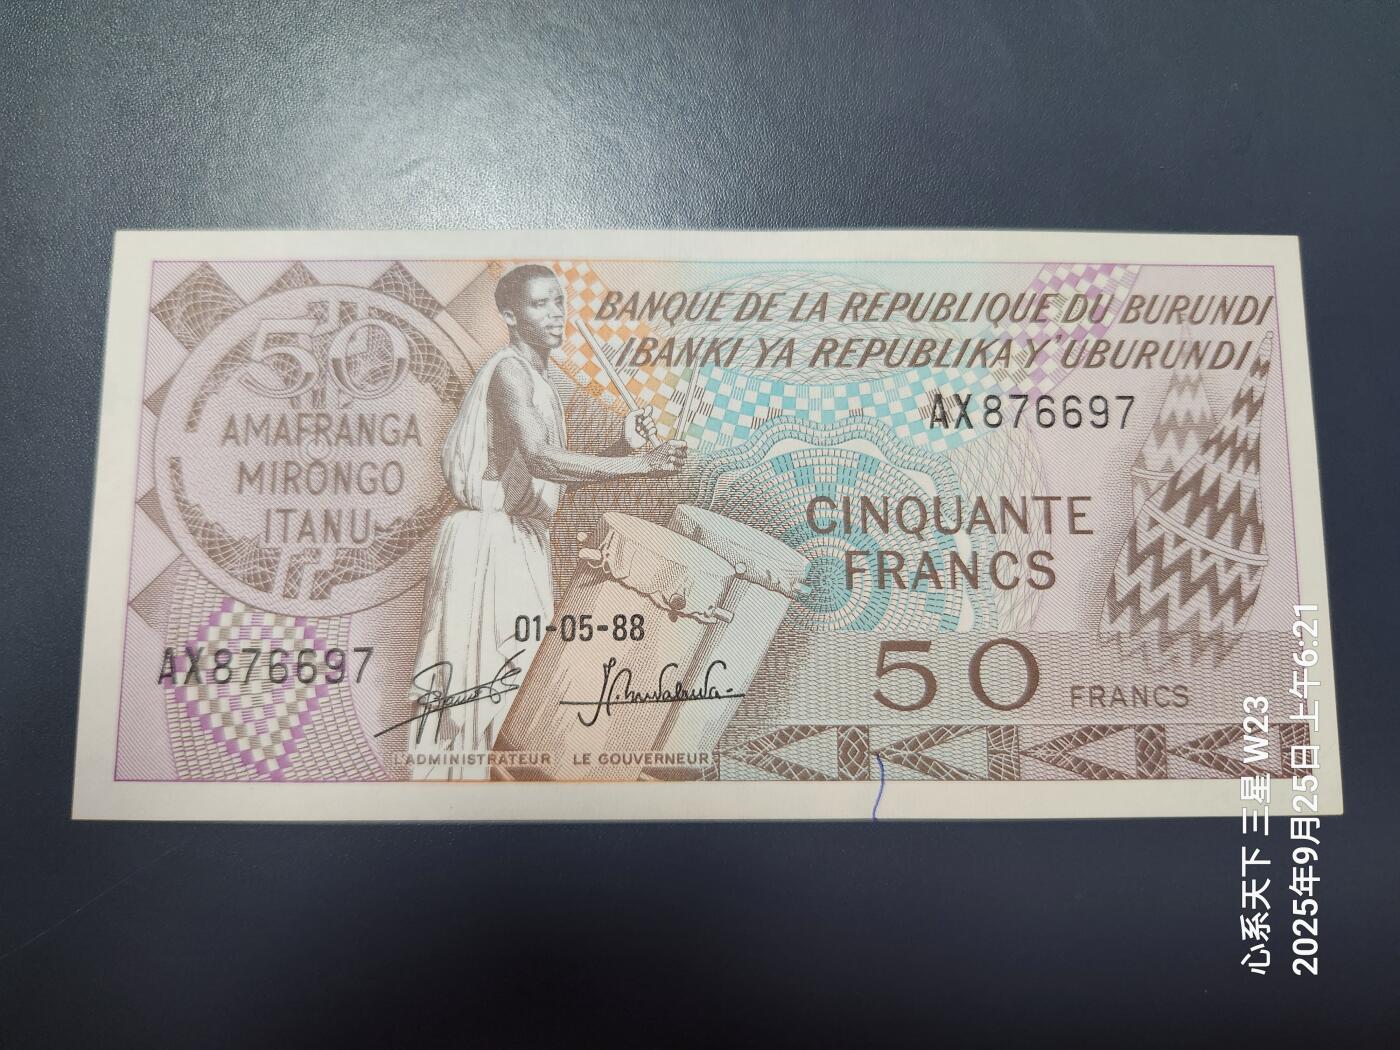 BANQUE DE LA REPUBLIQUE DU BURUNDI
IBANKI YA REPUBLIKA Y'UBURUNDI
50
AMAFRANGA
MIRONGO
ITANU
AX876697
CINQUANTE
FRANCS
01-05-88
AX876697
50 FRANCS
L'ADMINISTRATEUR LE GOUVERNEUR
心系天下 三星 W23
2025年9月25日 上午6:21